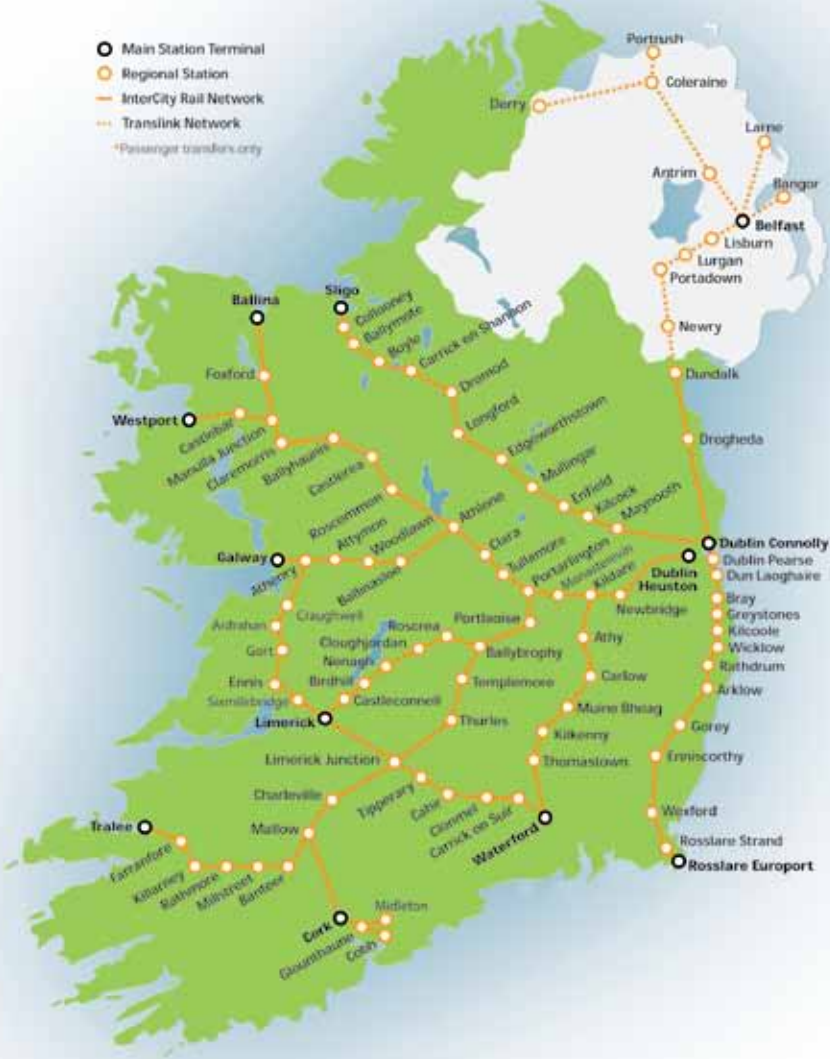 Main Station Terminal
Regional Station
InterCity Rail Network
Translink Network
*Passenger transfers only
Portrush
Coleraine
Derry
Larne
Antrim
Bangor
Belfast
Lisburn
Lurgan
Portadown
Newry
Dundalk
Drogheda
Ballina
Sligo
Collooney
Ballymote
Boyle
Carrick on Shannon
Dromod
Longford
Edgeworthstown
Mullingar
Enfield
Kilcock
Maynooth
Foxford
Westport
Castlebar
Manulla Junction
Claremorris
Ballyhaunis
Castlerea
Roscommon
Athlone
Clara
Tullamore
Portarlington
Monasterevin
Kildare
Newbridge
Dublin
Heuston
Dublin Connolly
Dublin Pearse
Dun Laoghaire
Bray
Greystones
Kilcoole
Wicklow
Rathdrum
Arklow
Gorey
Enniscorthy
Wexford
Rosslare Strand
Rosslare Europort
Galway
Athenry
Attymon
Woodlawn
Ballinasloe
Craughwell
Ardrahan
Gort
Ennis
Sixmilebridge
Limerick
Portlaoise
Ballybrophy
Roscrea
Cloughjordan
Nenagh
Birdhill
Castleconnell
Templemore
Thurles
Athy
Carlow
Muine Bheag
Kilkenny
Thomastown
Waterford
Limerick Junction
Tipperary
Cahir
Clonmel
Carrick on Suir
Charleville
Mallow
Tralee
Farranfore
Killarney
Rathmore
Millstreet
Banteer
Cork
Glounthaune
Midleton
Cobh